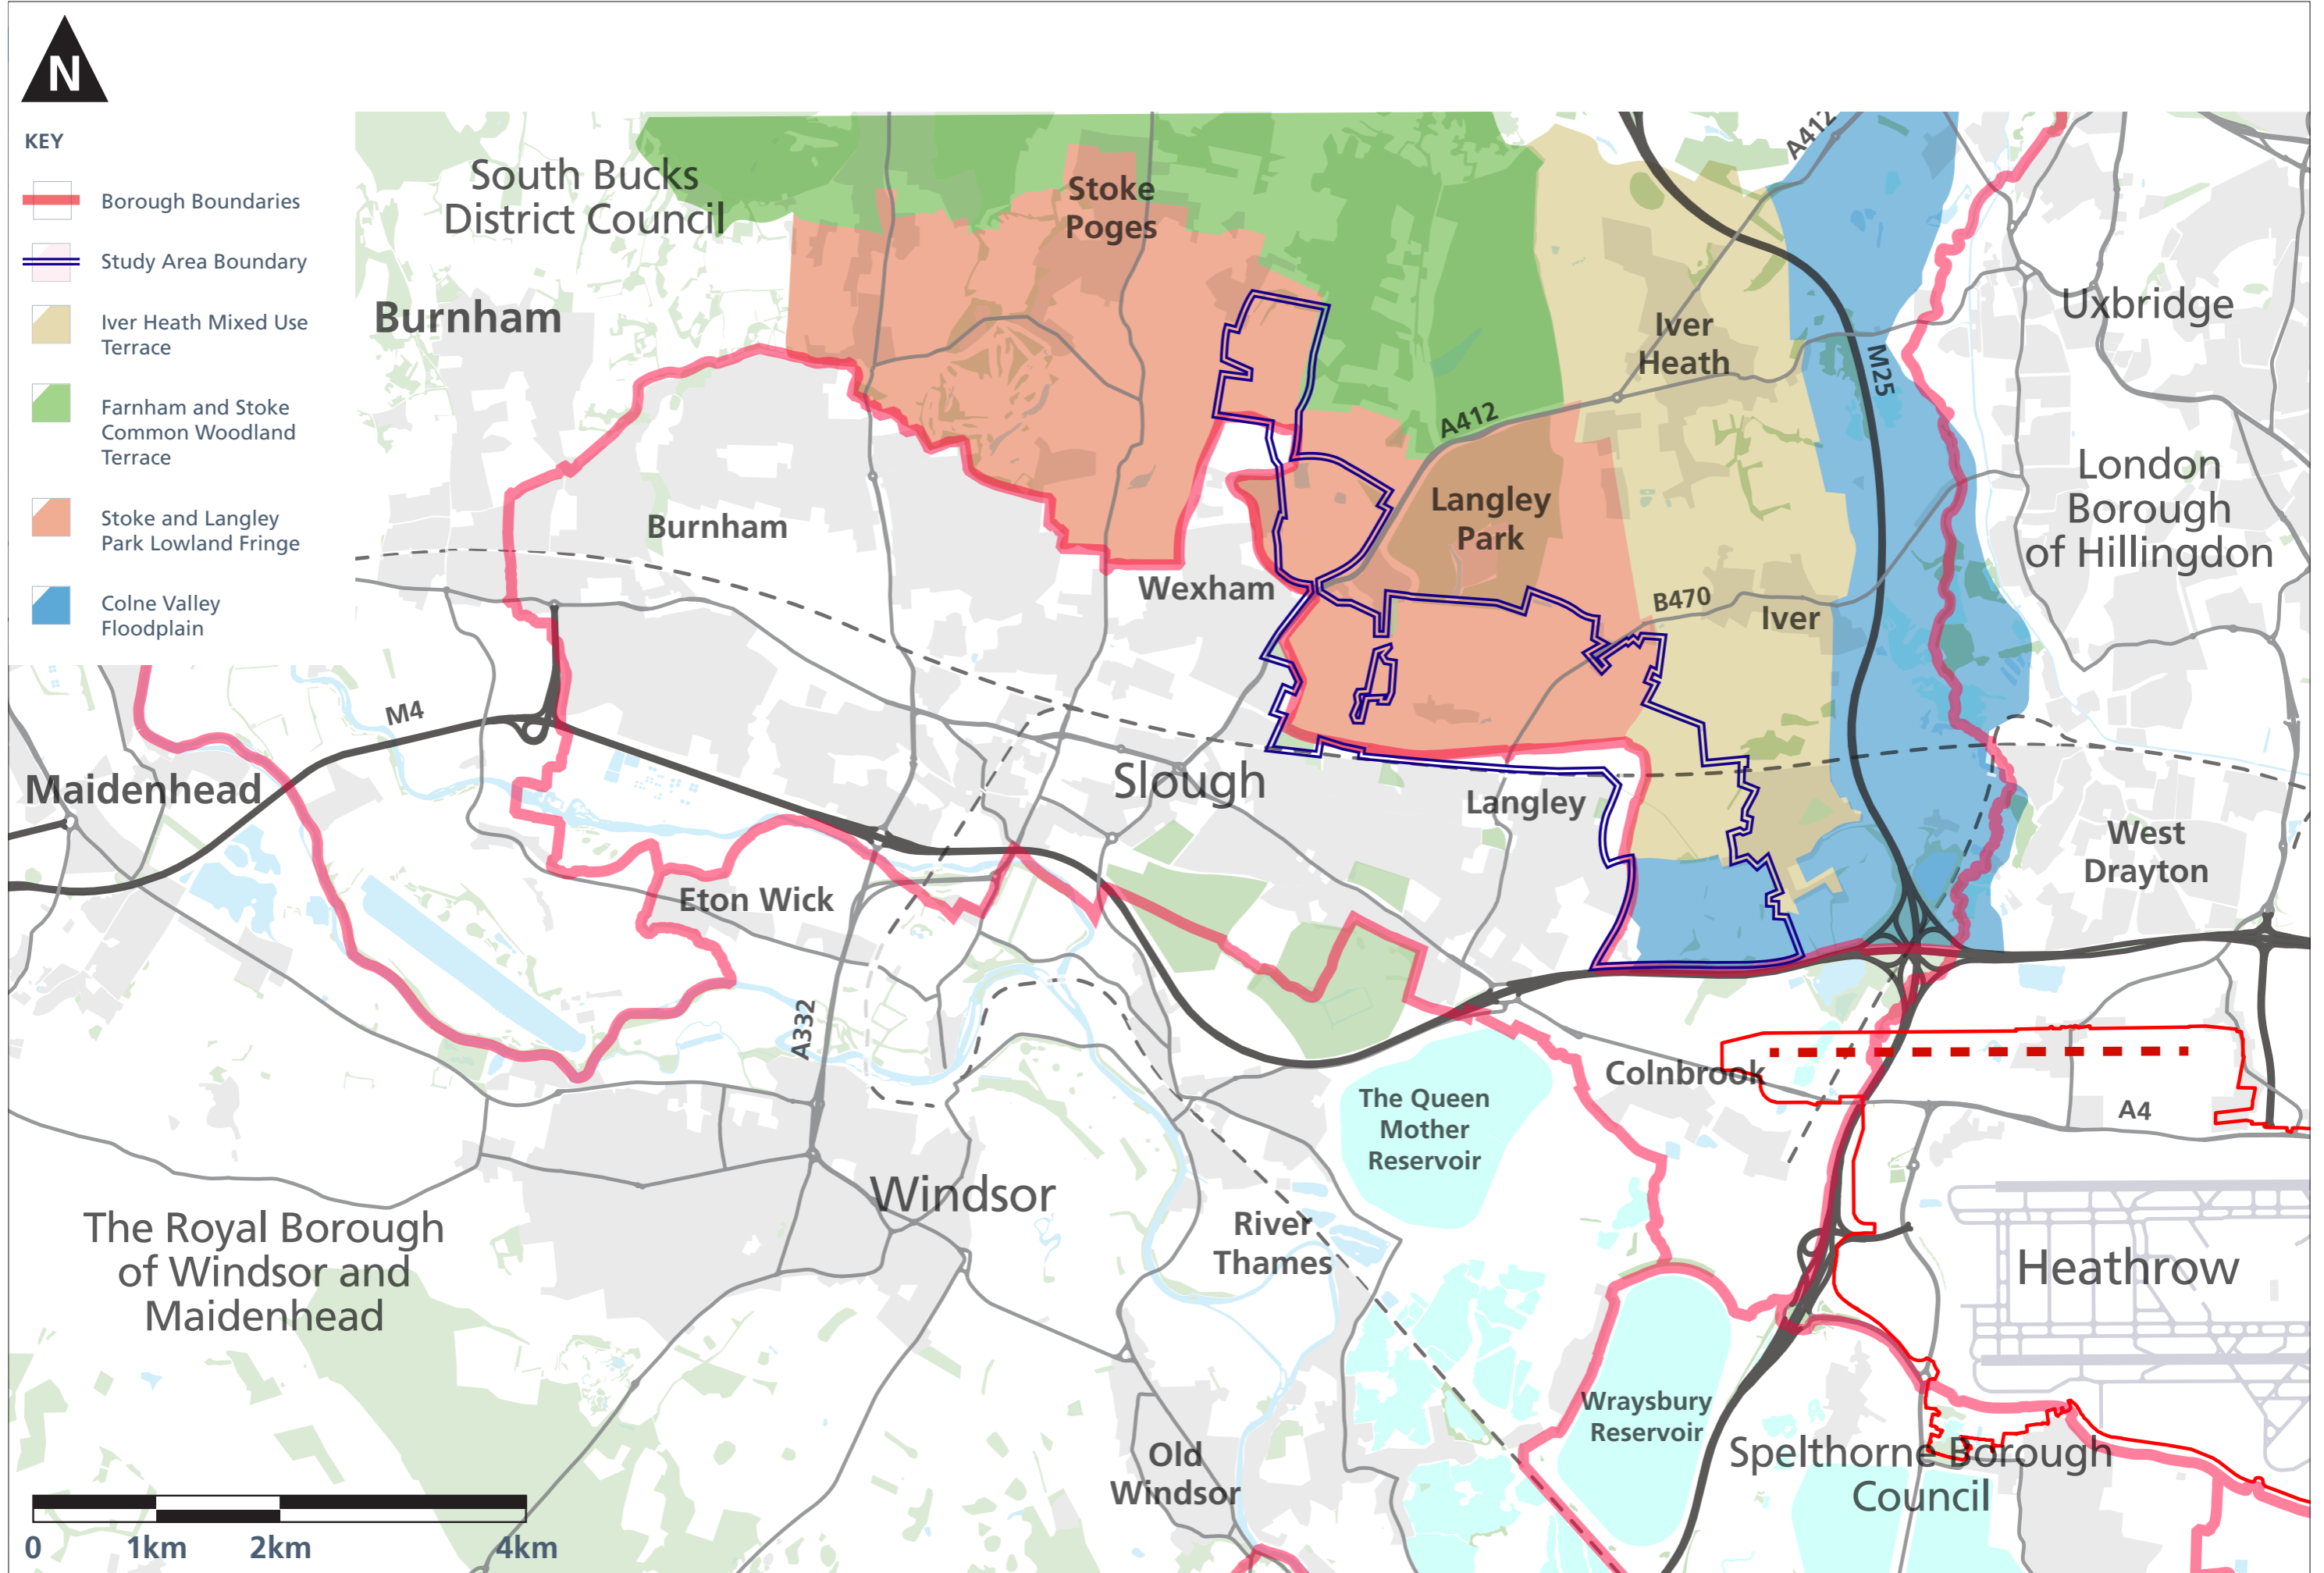 N
KEY
Borough Boundaries
Study Area Boundary
Iver Heath Mixed Use
Terrace
Farnham and Stoke
Common Woodland
Terrace
Stoke and Langley
Park Lowland Fringe
Colne Valley
Floodplain
South Bucks
District Council
Stoke
Poges
A412
Burnham
Uxbridge
Iver
Heath
M25
A412
London
Borough
of Hillingdon
Langley
Park
Burnham
Wexham
B470
Iver
M4
Maidenhead
Slough
Langley
West
Drayton
Eton Wick
A332
Colnbrook
The Queen
Mother
Reservoir
A4
Windsor
River
Thames
The Royal Borough
of Windsor and
Maidenhead
Heathrow
Wraysbury
Reservoir
Spelthorne Borough
Council
Old
Windsor
0
1km
2km
4km